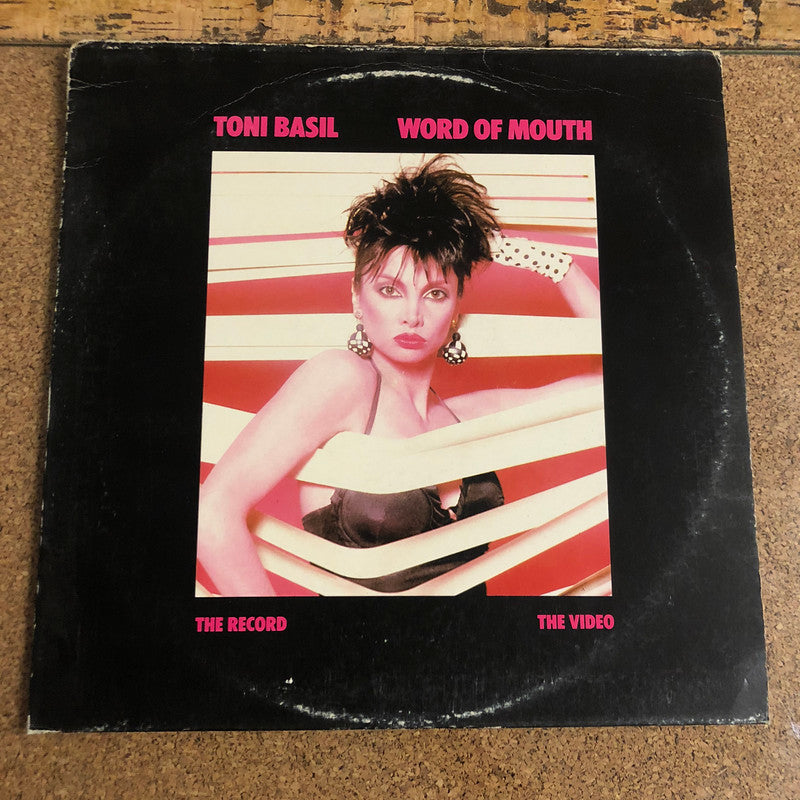 TONI BASIL WORD OF MOUTH
THE RECORD THE VIDEO